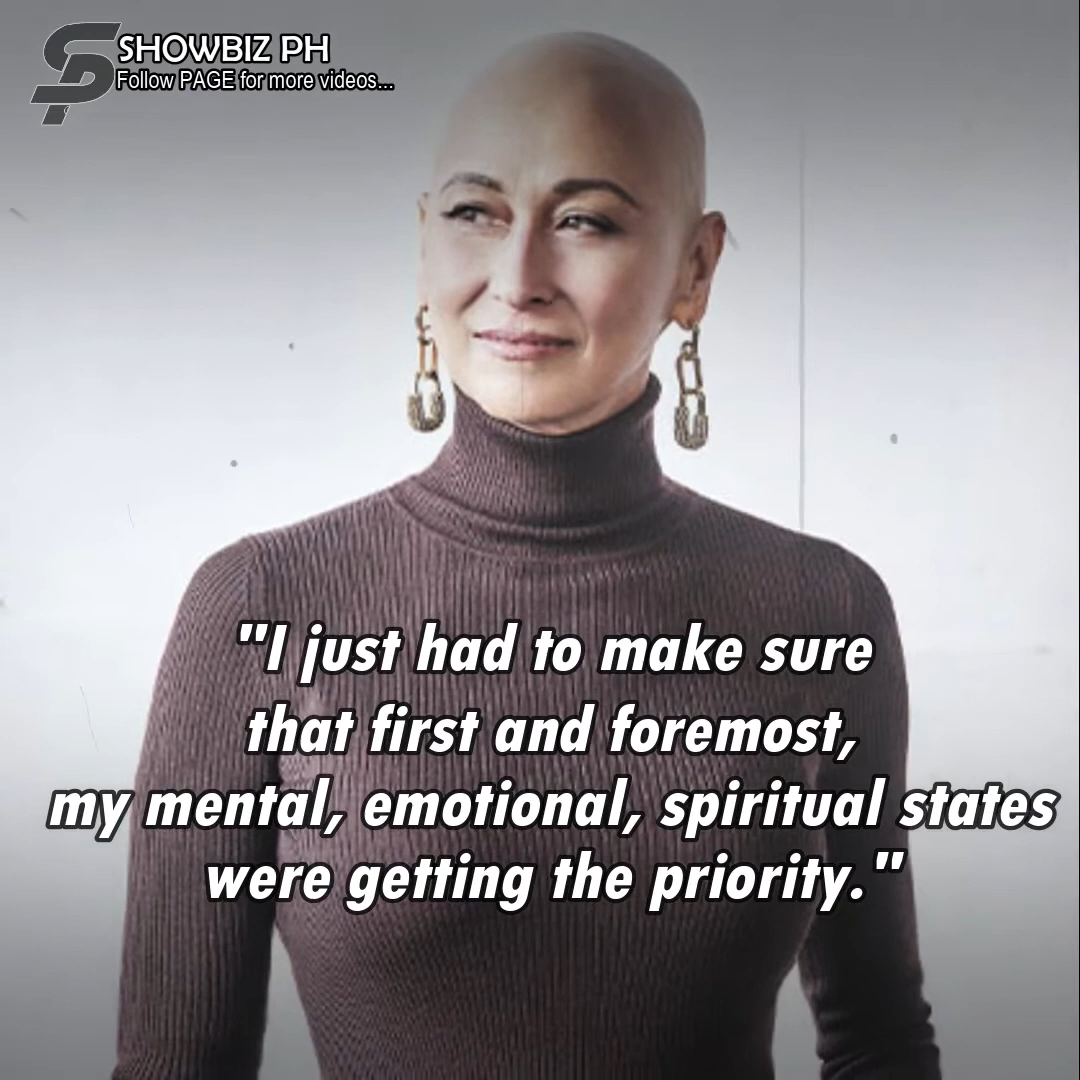 SHOWBIZ PH
Follow PAGE for more videos...
"I just had to make sure
that first and foremost,
my mental, emotional, spiritual states
were getting the priority."